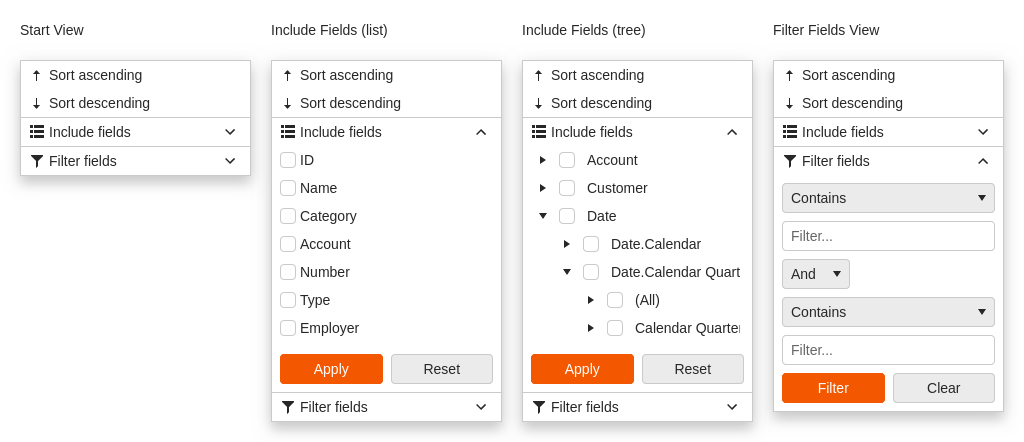 Start View
Sort ascending
Sort descending
Include fields
Filter fields
Include Fields (list)
Sort ascending
Sort descending
Include fields
ID
Name
Category
Account
Number
Type
Employer
Apply Reset
Filter fields
Include Fields (tree)
Sort ascending
Sort descending
Include fields
Account
Customer
Date
Date.Calendar
Date.Calendar Quart
(All)
Calendar Quarte
Apply Reset
Filter fields
Filter Fields View
Sort ascending
Sort descending
Include fields
Filter fields
Contains
Filter...
And
Contains
Filter...
Filter Clear